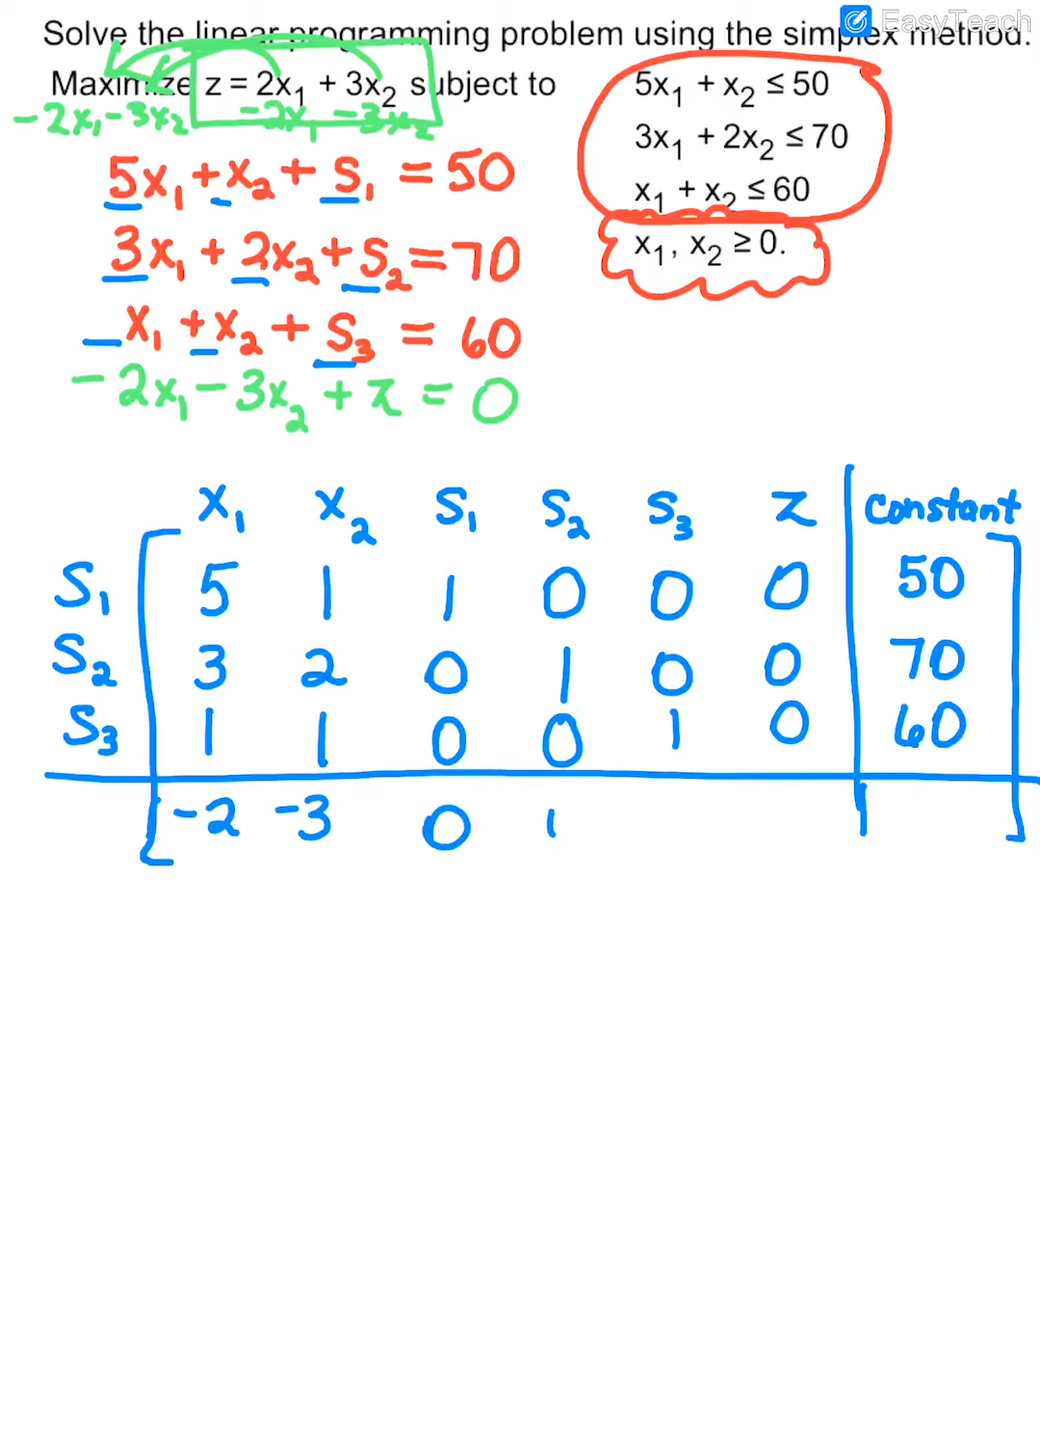 EasyTeach
Solve the linear programming problem using the simplex method.
Maximize z = 2x₁ + 3x₂ subject to
5x₁ + x₂ ≤ 50
3x₁ + 2x₂ ≤ 70
x₁ + x₂ ≤ 60
x₁, x₂ ≥ 0.
-2x₁ -3x₂ -2x₁ -3x₂
5x₁ + x₂ + S₁ = 50
3x₁ + 2x₂ + S₂ = 70
x₁ + x₂ + S₃ = 60
-2x₁ - 3x₂ + z = 0
x₁ x₂ S₁ S₂ S₃ z constant
S₁ 5 1 1 0 0 0 50
S₂ 3 2 0 1 0 0 70
S₃ 1 1 0 0 1 0 60
-2 -3 0